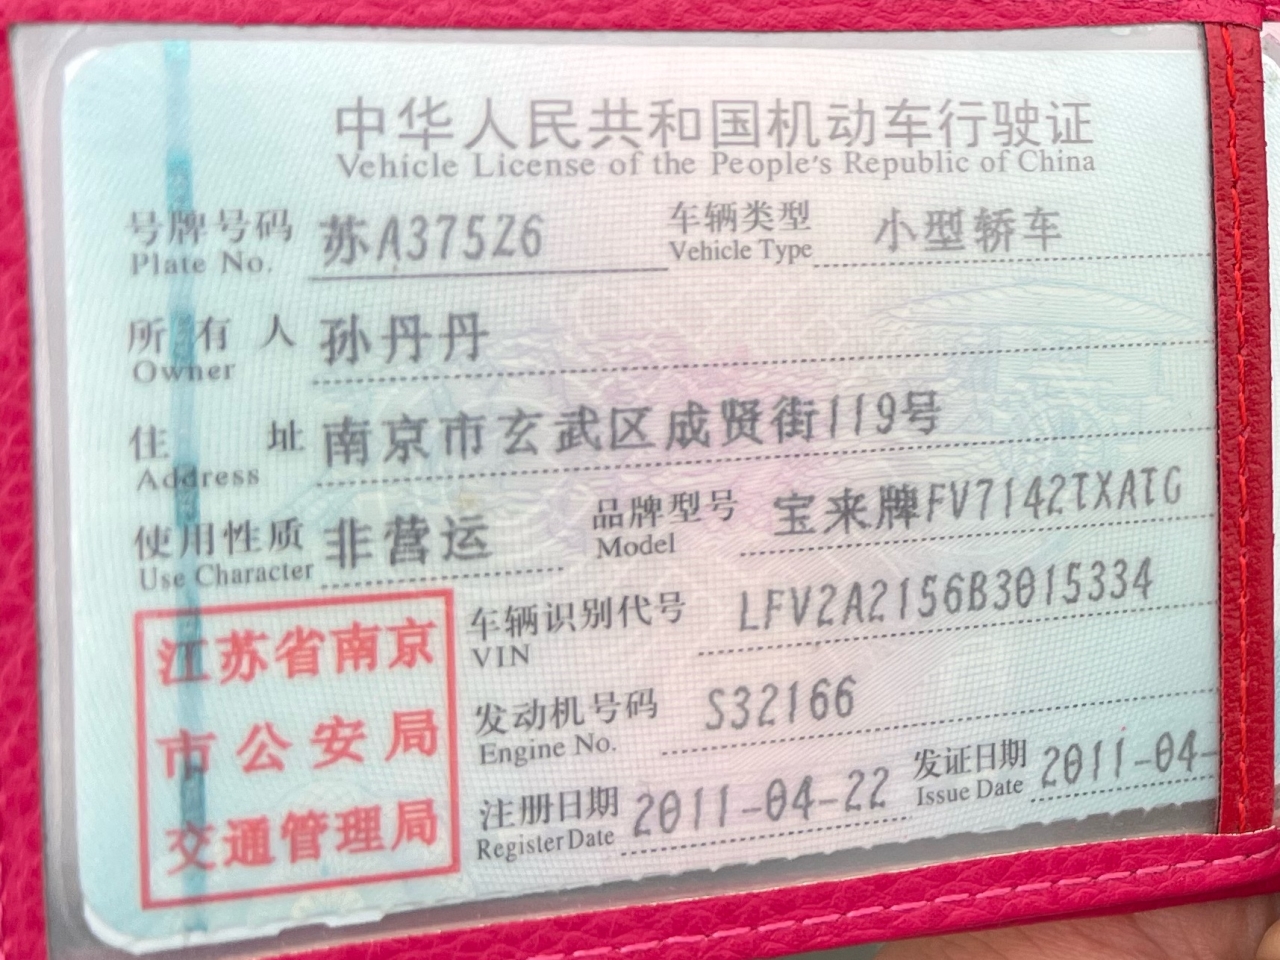 中华人民共和国机动车行驶证
Vehicle License of the People's Republic of China
号牌号码 苏A375Z6 车辆类型 小型轿车
Plate No. Vehicle Type
所有人 孙丹丹
Owner
住址 南京市玄武区成贤街119号
Address
使用性质 非营运 品牌型号 宝来牌FV7142TXATG
Use Character Model
车辆识别代号 LFV2A2156B3015334
VIN
发动机号码 S32166
Engine No.
注册日期 2011-04-22 发证日期 2011-04-
Register Date Issue Date
江苏省南京
市公安局
交通管理局